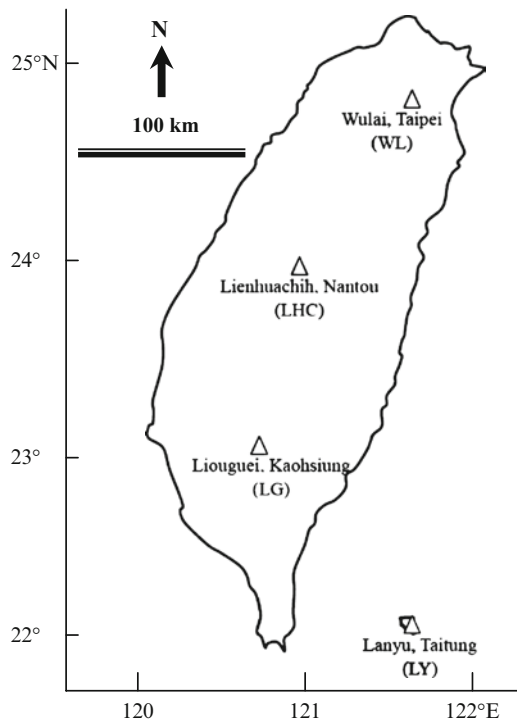 25°N
N
100 km
Wulai, Taipei
(WL)
24°
Lienhuachih, Nantou
(LHC)
23°
Liouguei, Kaohsiung
(LG)
22°
Lanyu, Taitung
(LY)
120
121
122°E